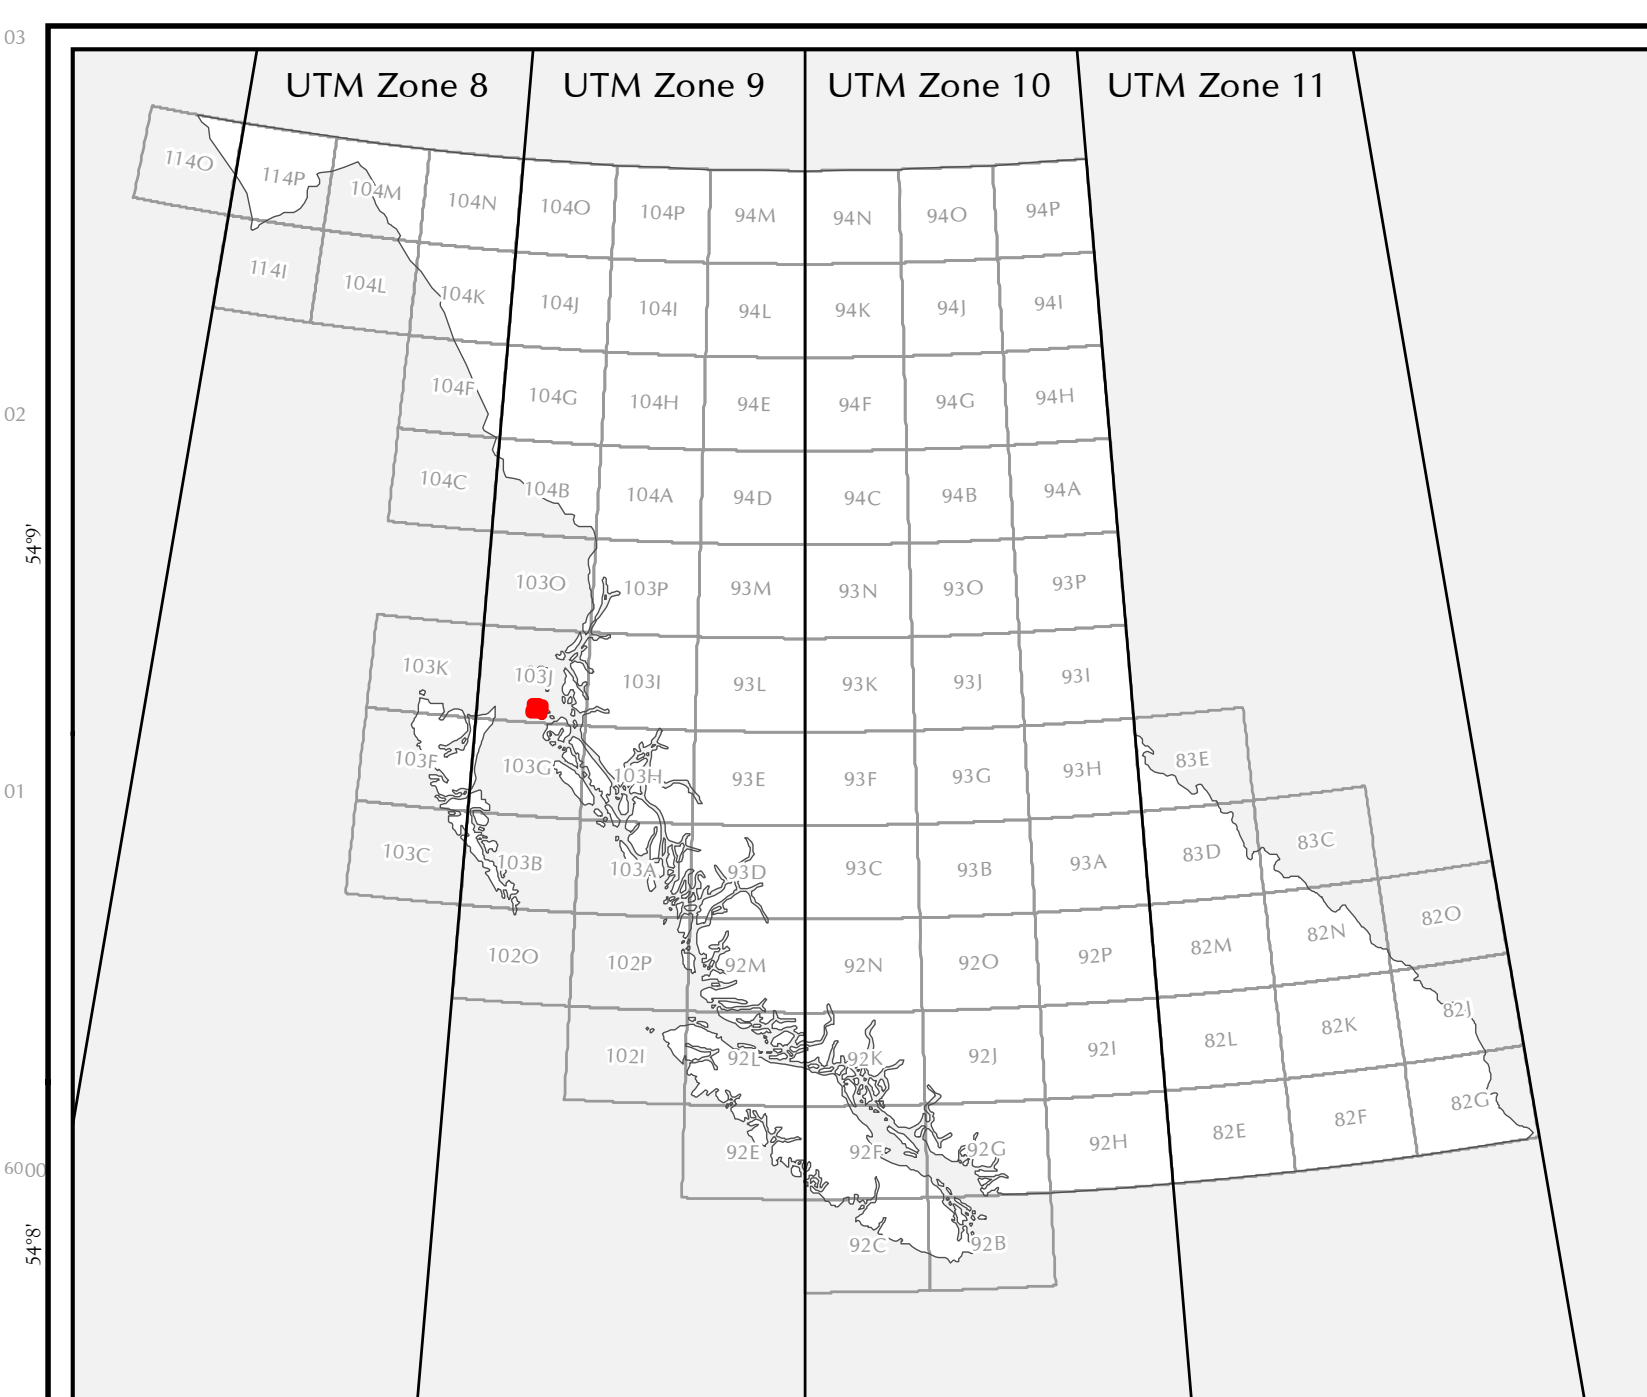 03
UTM Zone 8 UTM Zone 9 UTM Zone 10 UTM Zone 11
114O 114P 104M 104N 104O 104P 94M 94N 94O 94P
114I 104L 104K 104J 104I 94L 94K 94J 94I
02
104F 104G 104H 94E 94F 94G 94H
104C 104B 104A 94D 94C 94B 94A
54°9'
103O 103P 93M 93N 93O 93P
103K 103J 103I 93L 93K 93J 93I
01
103F 103G 103H 93E 93F 93G 93H 83E
103C 103B 103A 93D 93C 93B 93A 83D 83C
102O 102P 92M 92N 92O 92P 82M 82N 82O
102I 92L 92K 92J 92I 82L 82K 82J
6000
92E 92F 92G 92H 82E 82F 82G
54°8'
92C 92B